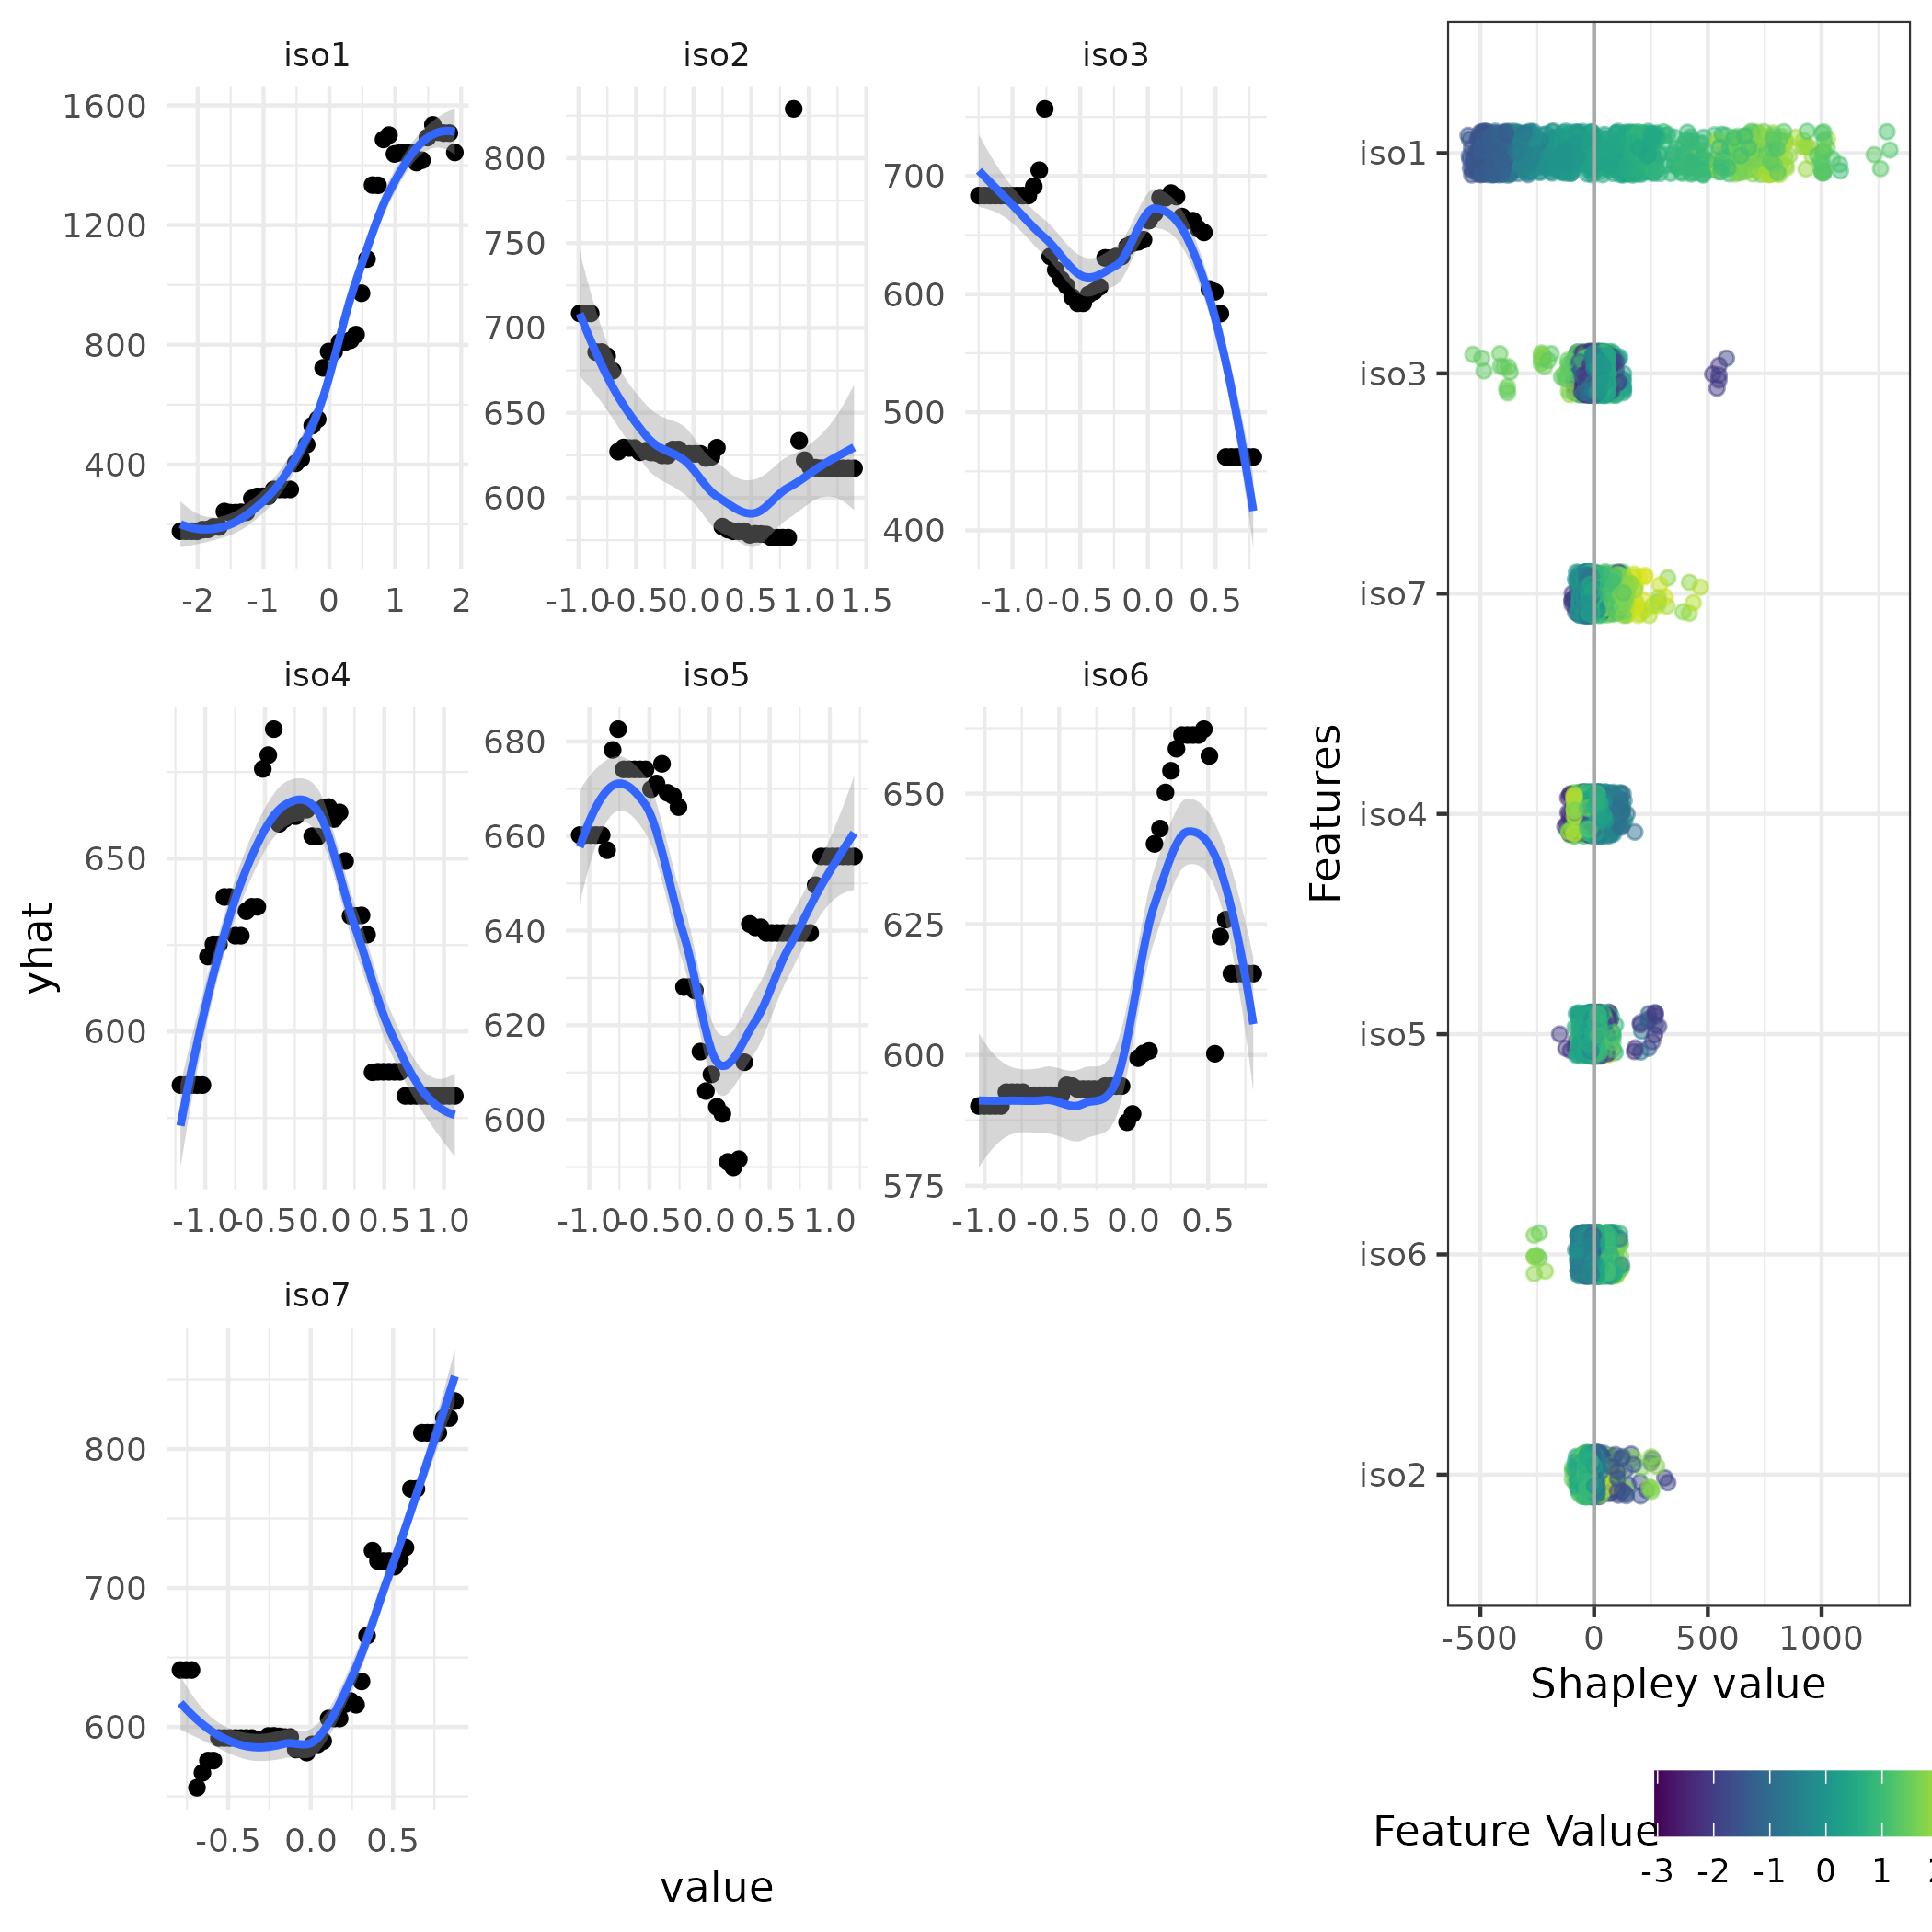 iso1
iso2
iso3
1600
1200
800
400
800
750
700
650
600
700
600
500
400
-2 -1 0 1 2
-1.0 -0.5 0.0 0.5 1.0 1.5
-1.0 -0.5 0.0 0.5
iso4
iso5
iso6
650
600
680
660
640
620
600
650
625
600
575
-1.0 -0.5 0.0 0.5 1.0
-1.0 -0.5 0.0 0.5 1.0
-1.0 -0.5 0.0 0.5
iso7
800
700
600
-0.5 0.0 0.5
yhat
value
Features
iso1
iso3
iso7
iso4
iso5
iso6
iso2
-500 0 500 1000
Shapley value
Feature Value
-3 -2 -1 0 1